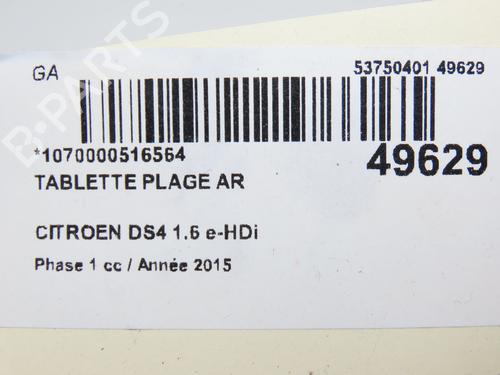 GA
53750401 49629
*1070000516564
49629
TABLETTE PLAGE AR
CITROEN DS4 1.6 e-HDi
Phase 1 cc / Année 2015
B-PARTS